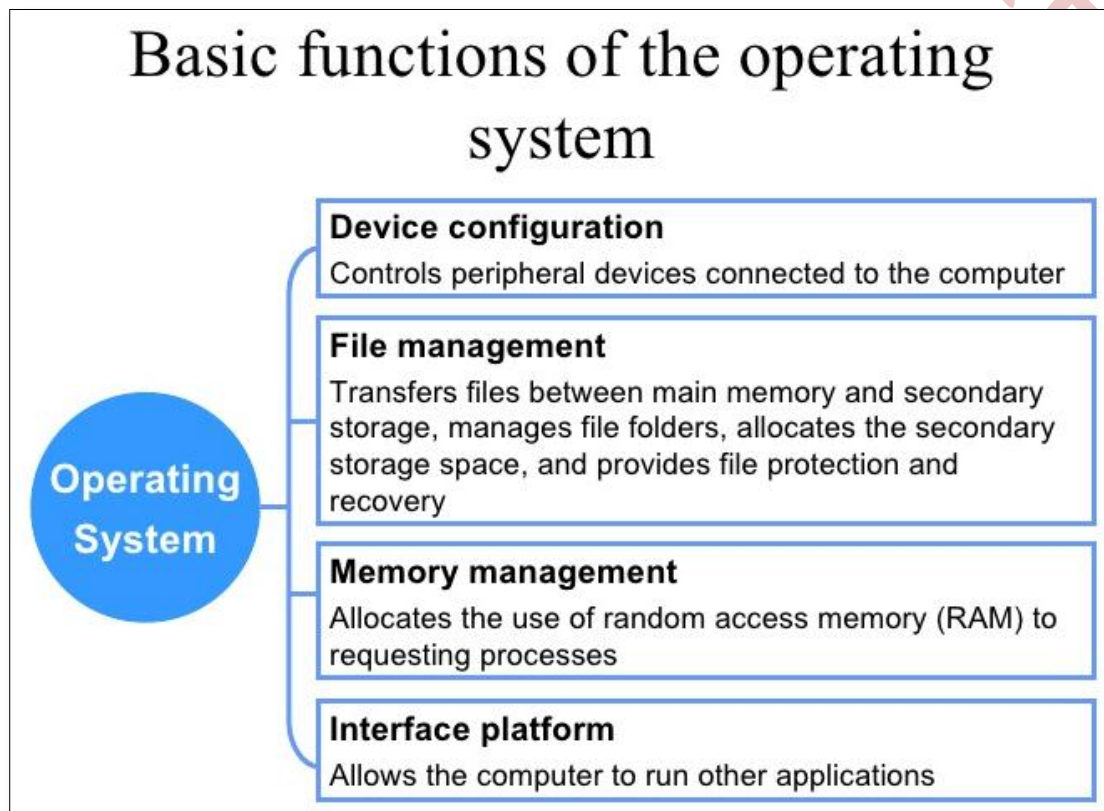 Basic functions of the operating
system
Device configuration
Controls peripheral devices connected to the computer
File management
Transfers files between main memory and secondary
storage, manages file folders, allocates the secondary
storage space, and provides file protection and
recovery
Operating
System
Memory management
Allocates the use of random access memory (RAM) to
requesting processes
Interface platform
Allows the computer to run other applications